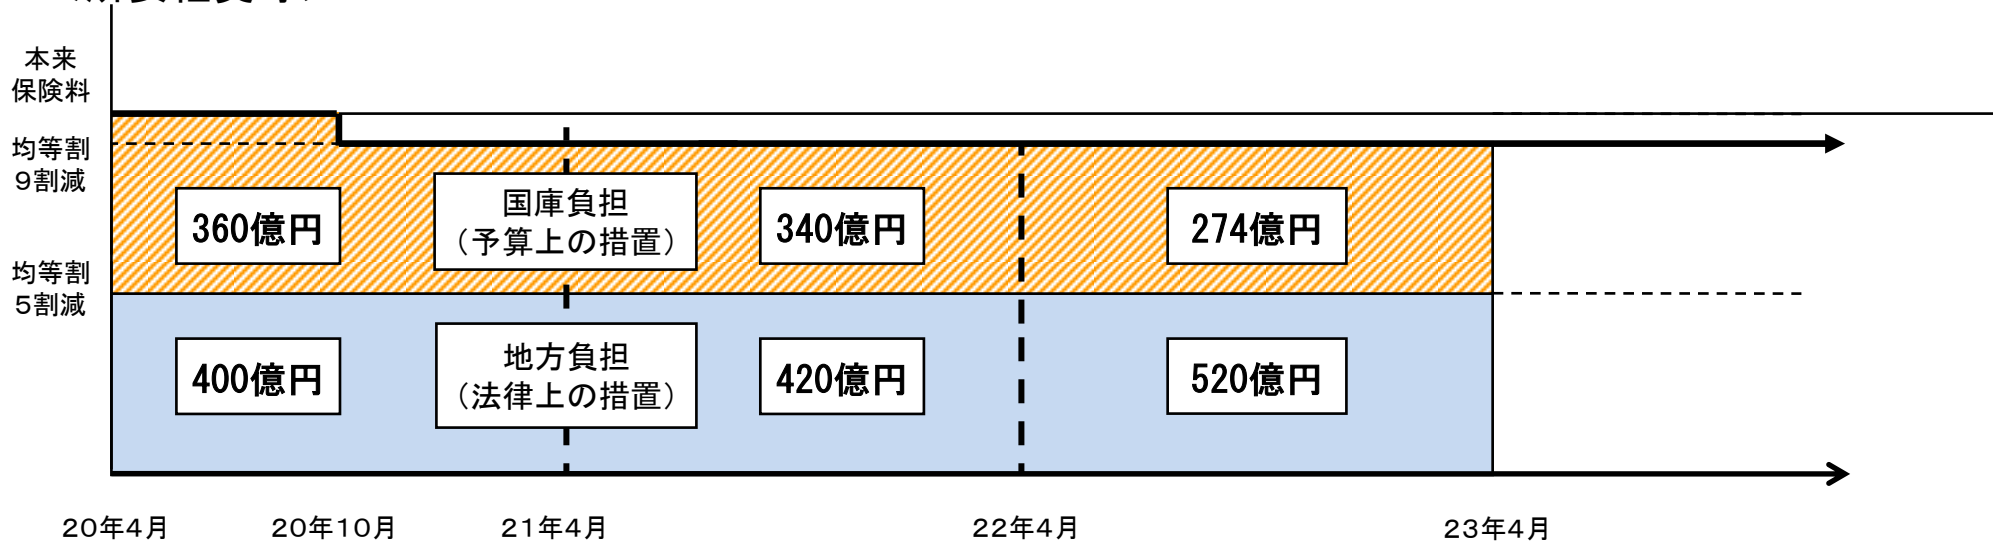 本来
保険料
均等割
９割減
360億円
国庫負担
（予算上の措置）
340億円
274億円
均等割
５割減
400億円
地方負担
（法律上の措置）
420億円
520億円
20年４月
20年10月
21年４月
22年４月
23年４月